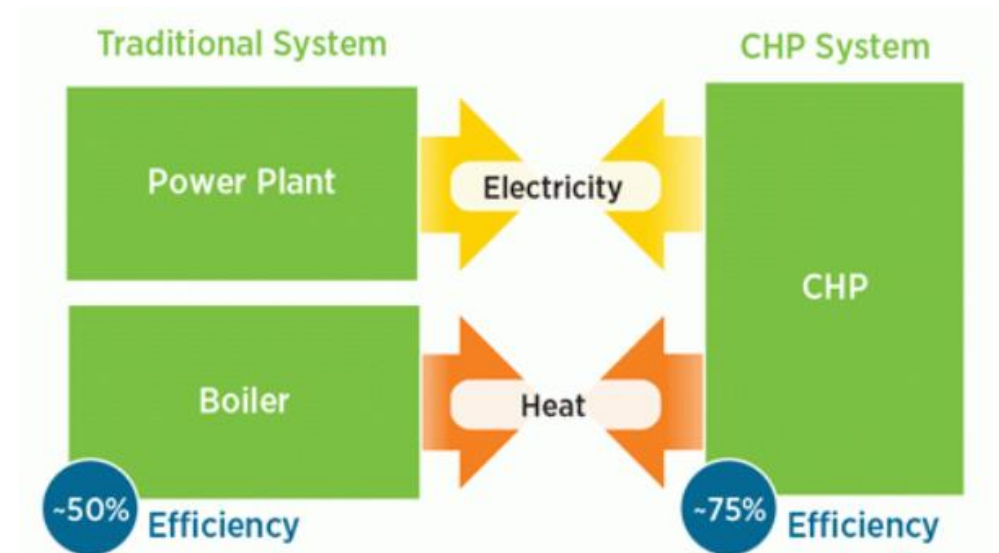 Traditional System
CHP System
Power Plant
Electricity
CHP
Boiler
Heat
~50% Efficiency
~75% Efficiency